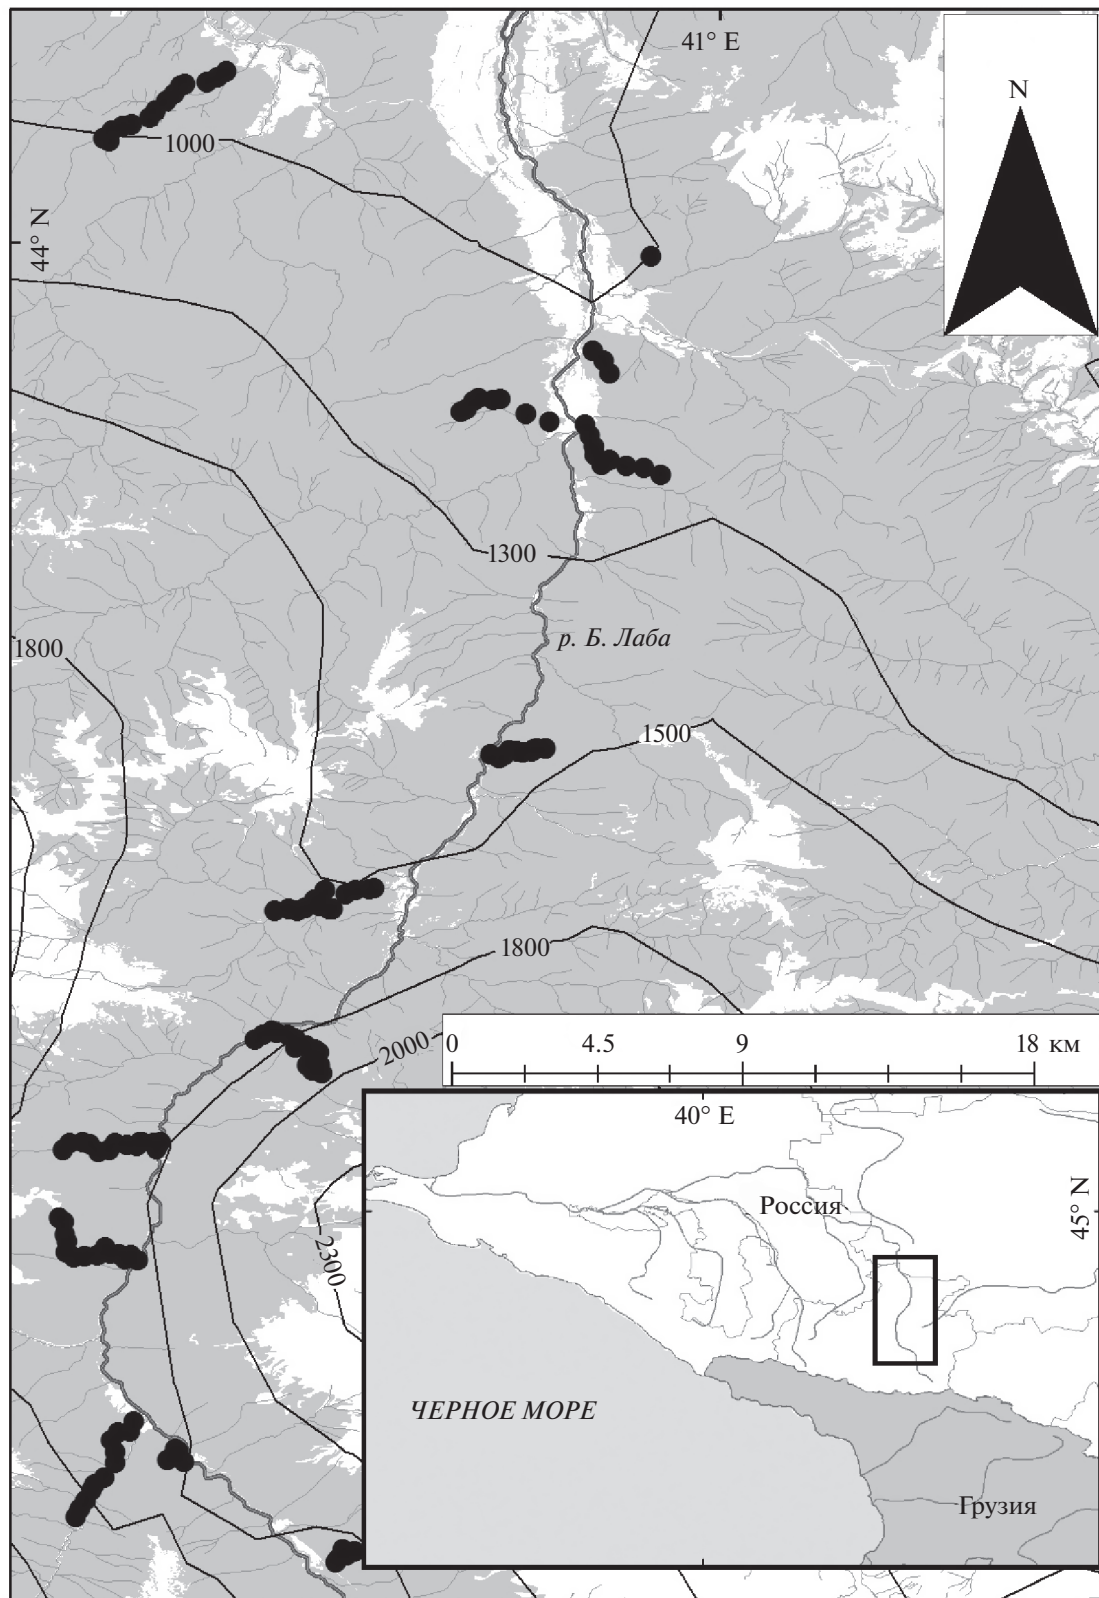 41° E
N
1000
44° N
1300
р. Б. Лаба
1800
1500
1800
2000
0 4.5 9 18 км
40° E
Россия
45° N
2300
ЧЕРНОЕ МОРЕ
Грузия